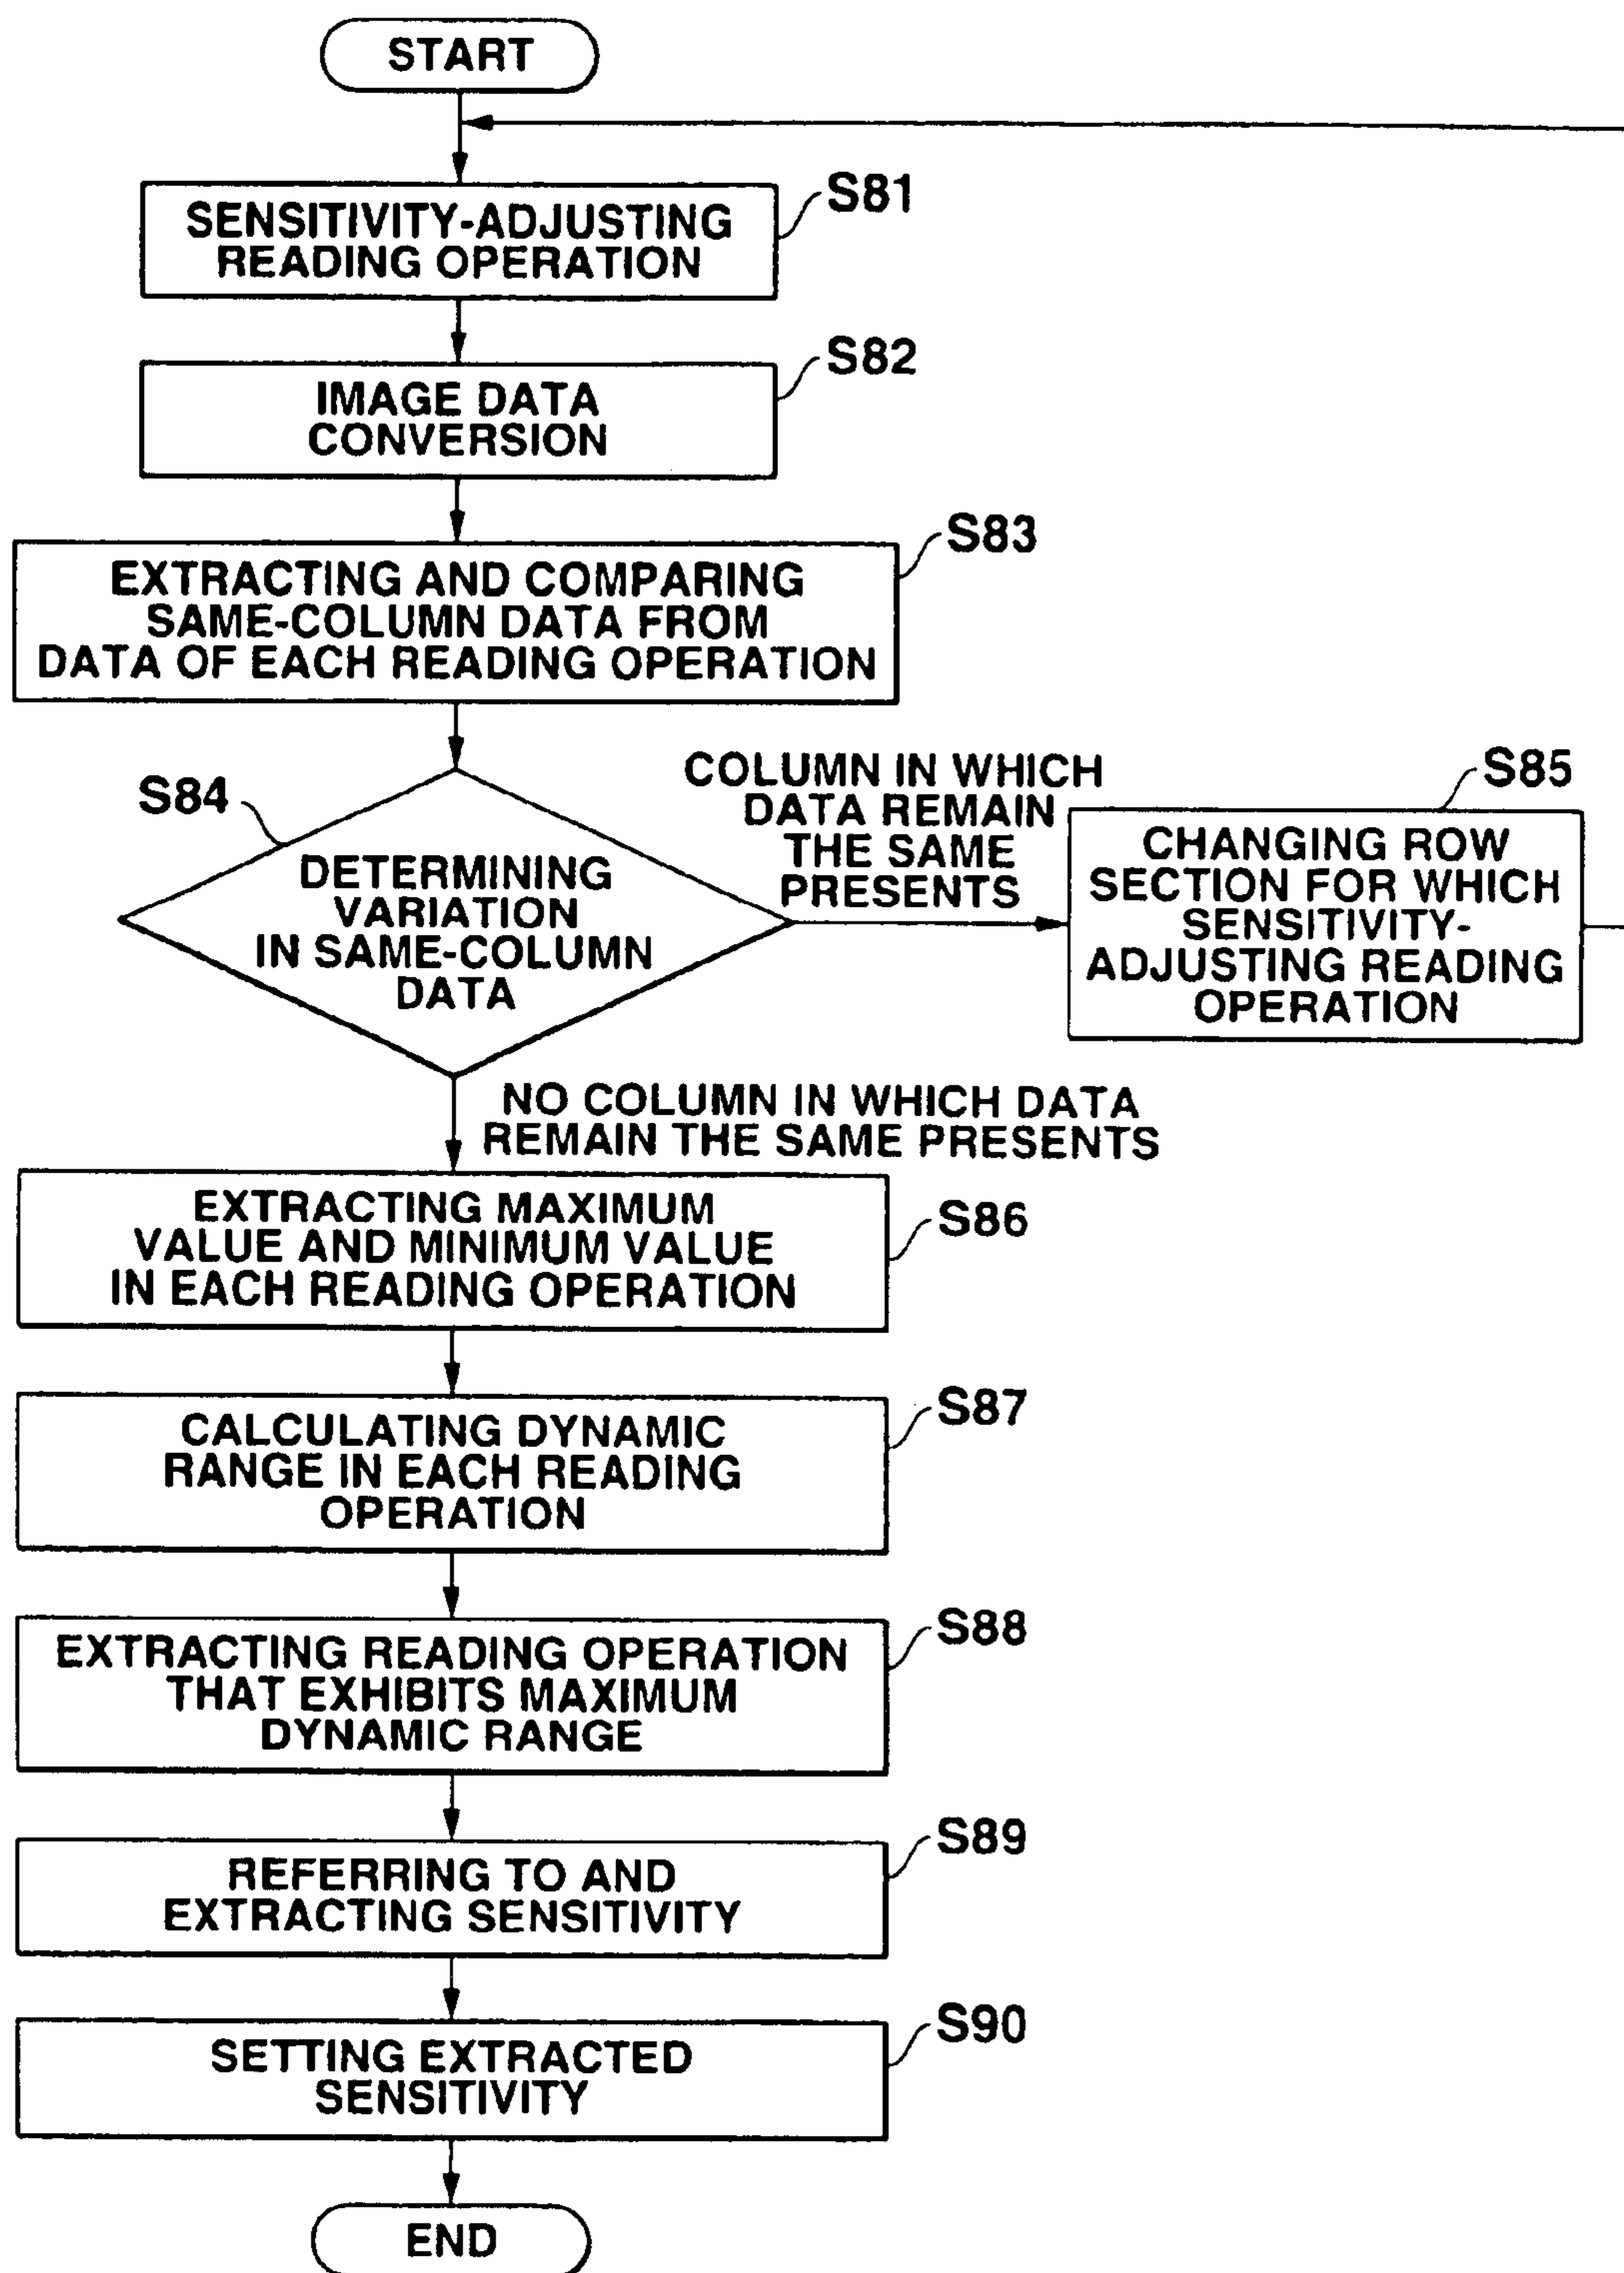 START
S81
SENSITIVITY-ADJUSTING
READING OPERATION
S82
IMAGE DATA
CONVERSION
S83
EXTRACTING AND COMPARING
SAME-COLUMN DATA FROM
DATA OF EACH READING OPERATION
S84
DETERMINING
VARIATION
IN SAME-COLUMN
DATA
COLUMN IN WHICH
DATA REMAIN
THE SAME
PRESENTS
S85
CHANGING ROW
SECTION FOR WHICH
SENSITIVITY-
ADJUSTING READING
OPERATION
NO COLUMN IN WHICH DATA
REMAIN THE SAME PRESENTS
S86
EXTRACTING MAXIMUM
VALUE AND MINIMUM VALUE
IN EACH READING OPERATION
S87
CALCULATING DYNAMIC
RANGE IN EACH READING
OPERATION
S88
EXTRACTING READING OPERATION
THAT EXHIBITS MAXIMUM
DYNAMIC RANGE
S89
REFERRING TO AND
EXTRACTING SENSITIVITY
S90
SETTING EXTRACTED
SENSITIVITY
END